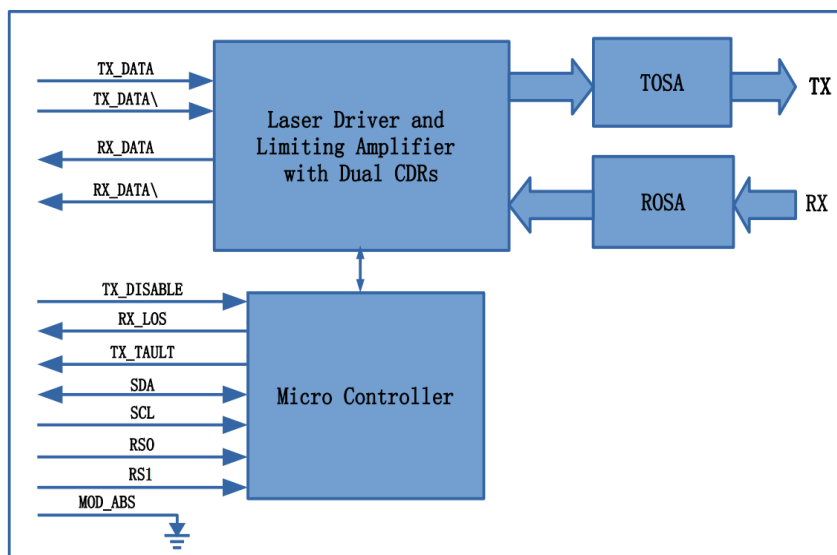 TX_DATA
TX_DATA\
RX_DATA
RX_DATA\
Laser Driver and
Limiting Amplifier
with Dual CDRs
TOSA
TX
ROSA
RX
TX_DISABLE
RX_LOS
TX_TAULT
SDA
SCL
RS0
RS1
MOD_ABS
Micro Controller